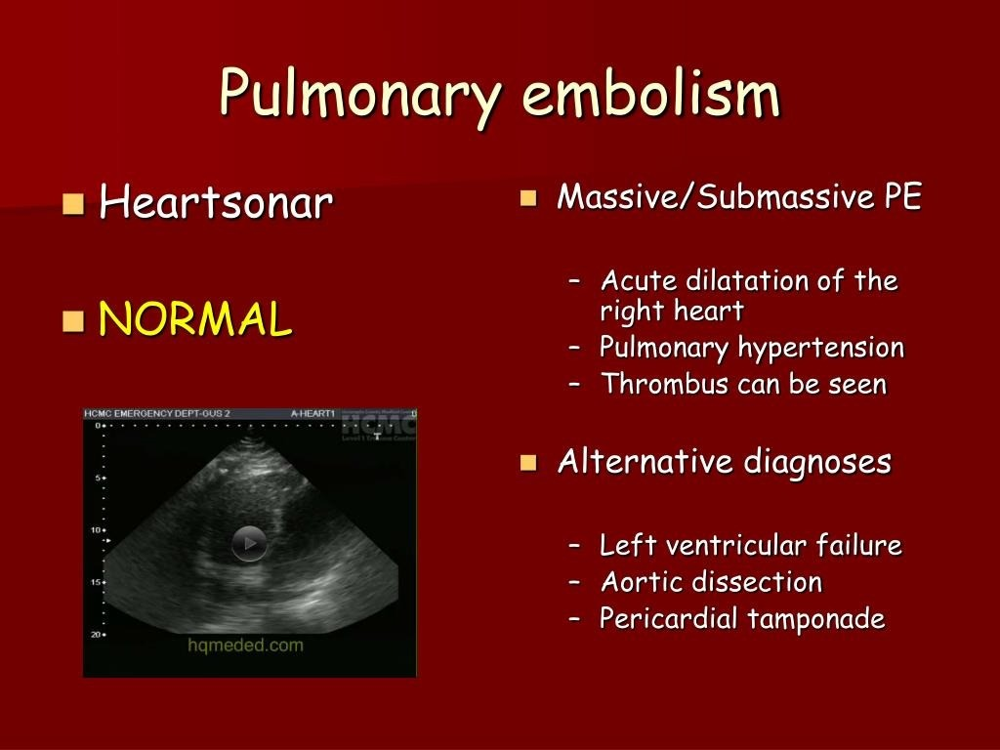 Pulmonary embolism
■ Heartsonar
■ NORMAL
HCMC EMERGENCY DEPT-GUS 2 A-HEART1
HCMC
0
5
10
15
20
hqmeded.com
■ Massive/Submassive PE
– Acute dilatation of the
right heart
– Pulmonary hypertension
– Thrombus can be seen
■ Alternative diagnoses
– Left ventricular failure
– Aortic dissection
– Pericardial tamponade